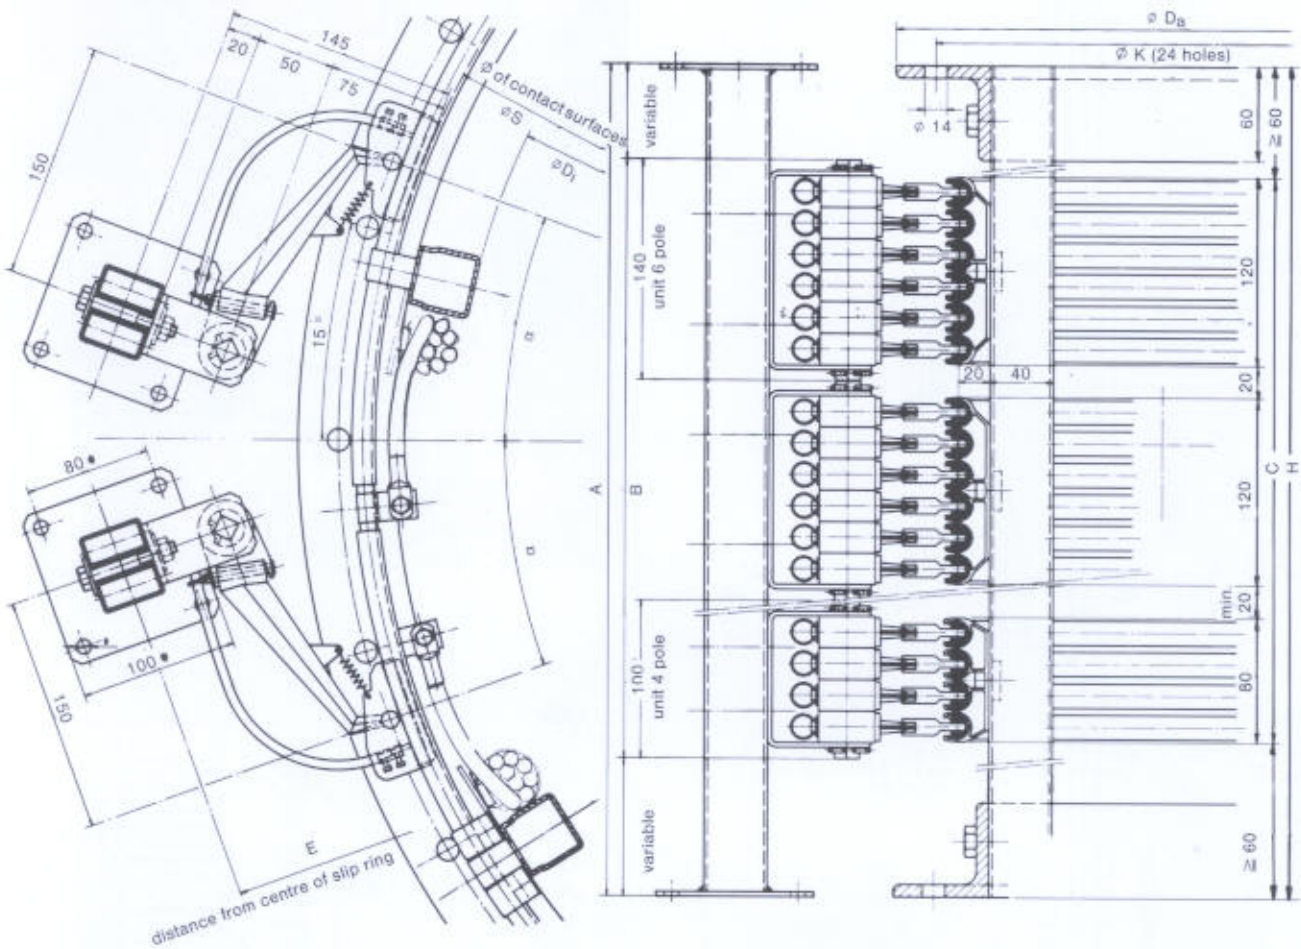 145
20
50
75
Ø of contact surfaces
ØS
ØDi
150
15°
α
α
80
100
150
E
distance from centre of slip ring
A
B
variable
140
unit 6 pole
100
unit 4 pole
variable
Ø Da
Ø K (24 holes)
Ø 14
60
≧ 60
120
20
40
20
120
C
H
min.
20
80
≧ 60